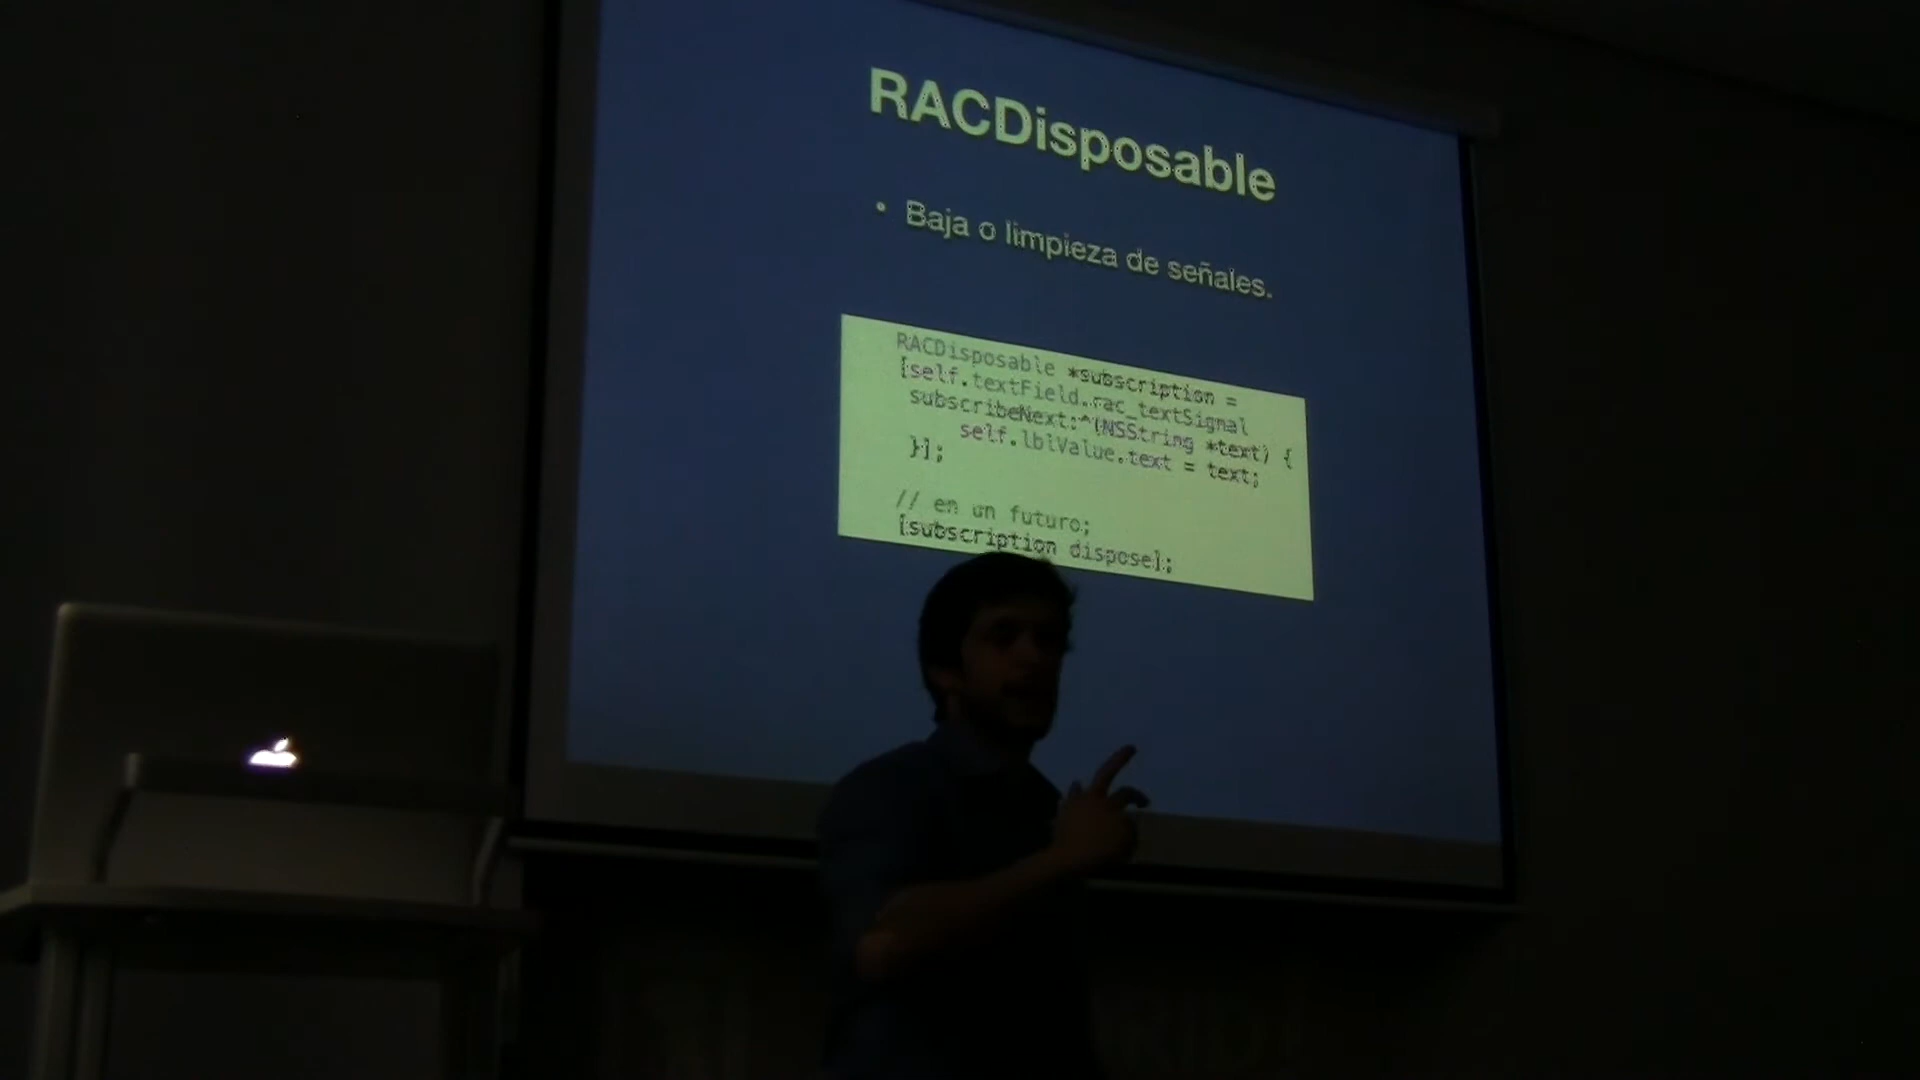 RACDisposable
• Baja o limpieza de señales.
RACDisposable *subscription =
[self.textField.rac_textSignal
subscribeNext:^(NSString *text) {
self.lblValue.text = text;
}];
// en un futuro;
[subscription dispose];